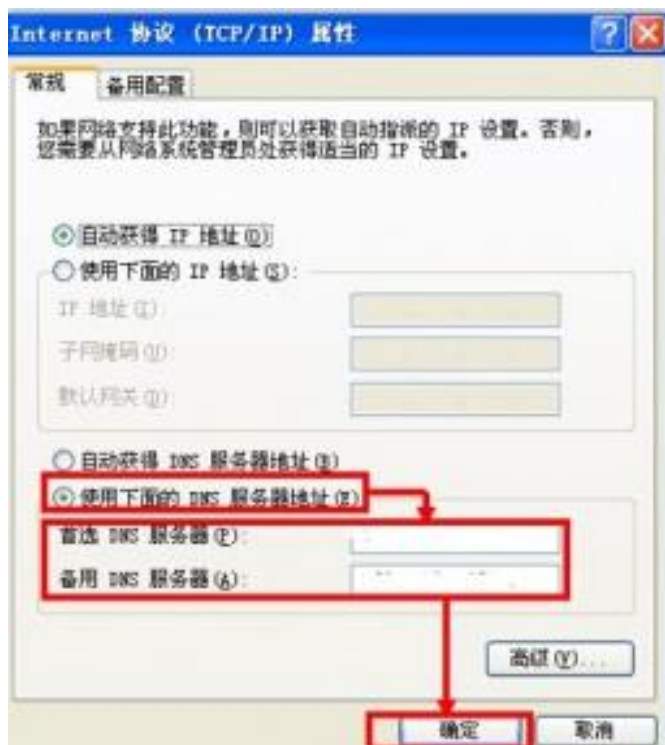 Internet 协议 (TCP/IP) 属性
常规 备用配置
如果网络支持此功能，则可以获取自动指派的 IP 设置。否则，
您需要从网络系统管理员处获得适当的 IP 设置。
自动获得 IP 地址(O)
使用下面的 IP 地址(S):
IP 地址(I):
子网掩码(U):
默认网关(D):
自动获得 DNS 服务器地址(B)
使用下面的 DNS 服务器地址(E)
首选 DNS 服务器(P):
备用 DNS 服务器(A):
高级(V)...
确定 取消